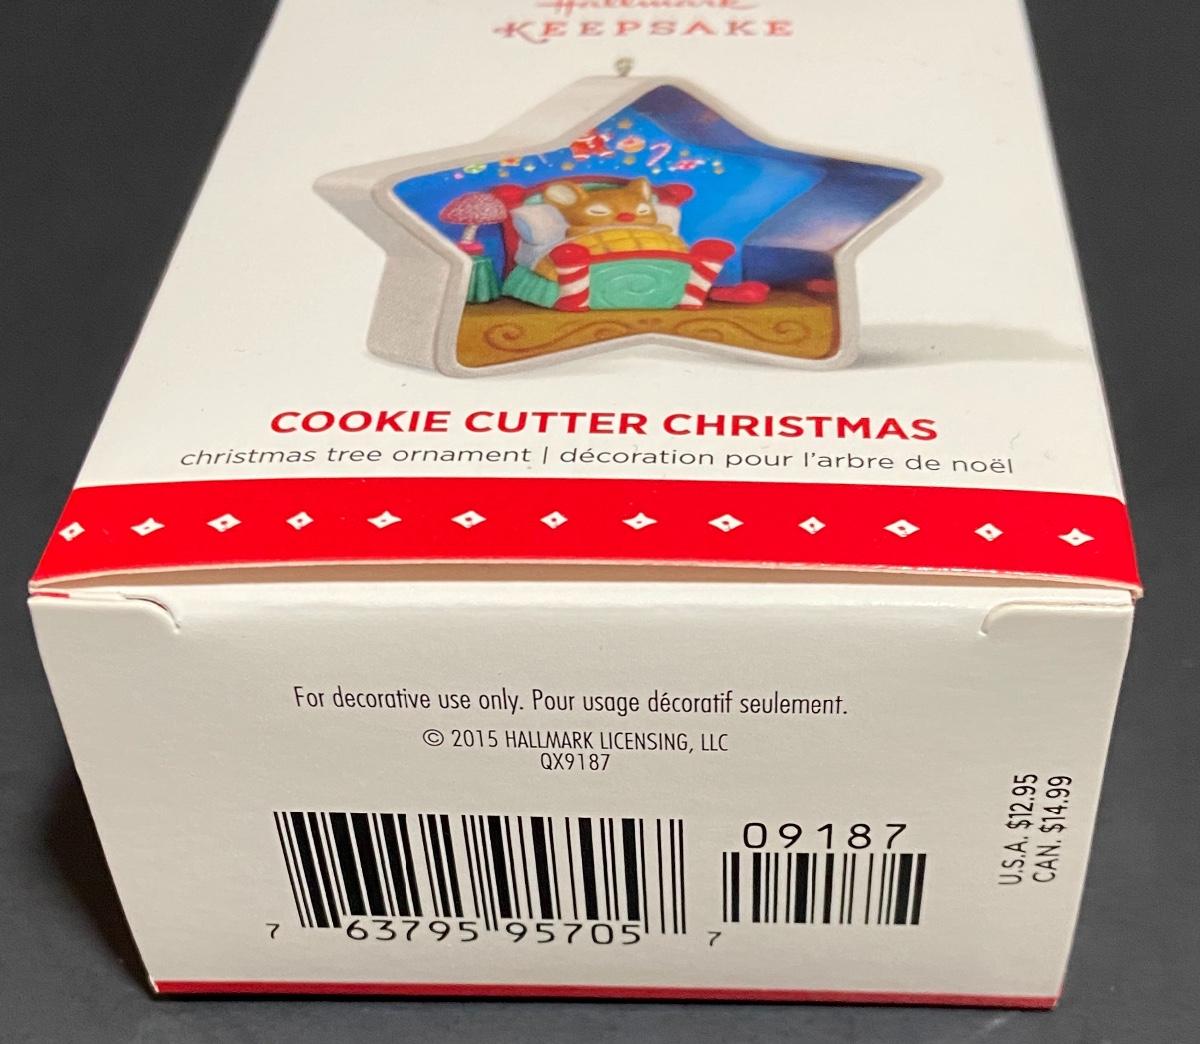 Hallmark
KEEPSAKE
COOKIE CUTTER CHRISTMAS
christmas tree ornament | décoration pour l'arbre de noël
For decorative use only. Pour usage décoratif seulement.
© 2015 HALLMARK LICENSING, LLC
QX9187
U.S.A. $12.95
CAN. $14.99
09187
7 63795 95705 7